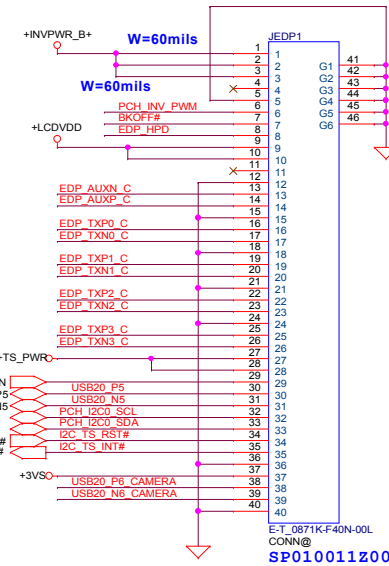 +INVPWR_B+
W=60mils
JEDP1
W=60mils
+LCDVDD
PCH_INV_PWM
BKOFF#
EDP_HPD
EDP_AUXN_C
EDP_AUXP_C
EDP_TXP0_C
EDP_TXN0_C
EDP_TXP1_C
EDP_TXN1_C
EDP_TXP2_C
EDP_TXN2_C
EDP_TXP3_C
EDP_TXN3_C
+TS_PWR
N
P5 USB20_P5
N5 USB20_N5
PCH_I2C0_SCL
PCH_I2C0_SDA
# I2C_TS_RST#
# I2C_TS_INT#
+3VS
USB20_P6_CAMERA
USB20_N6_CAMERA
1 1
2 2
3 3
4 4
5 5
6 6
7 7
8 8
9 9
10 10
11 11
12 12
13 13
14 14
15 15
16 16
17 17
18 18
19 19
20 20
21 21
22 22
23 23
24 24
25 25
26 26
27 27
28 28
29 29
30 30
31 31
32 32
33 33
34 34
35 35
36 36
37 37
38 38
39 39
40 40
G1 41
G2 42
G3 43
G4 44
G5 45
G6 46
E-T_0871K-F40N-00L
CONN@
SP010011Z00